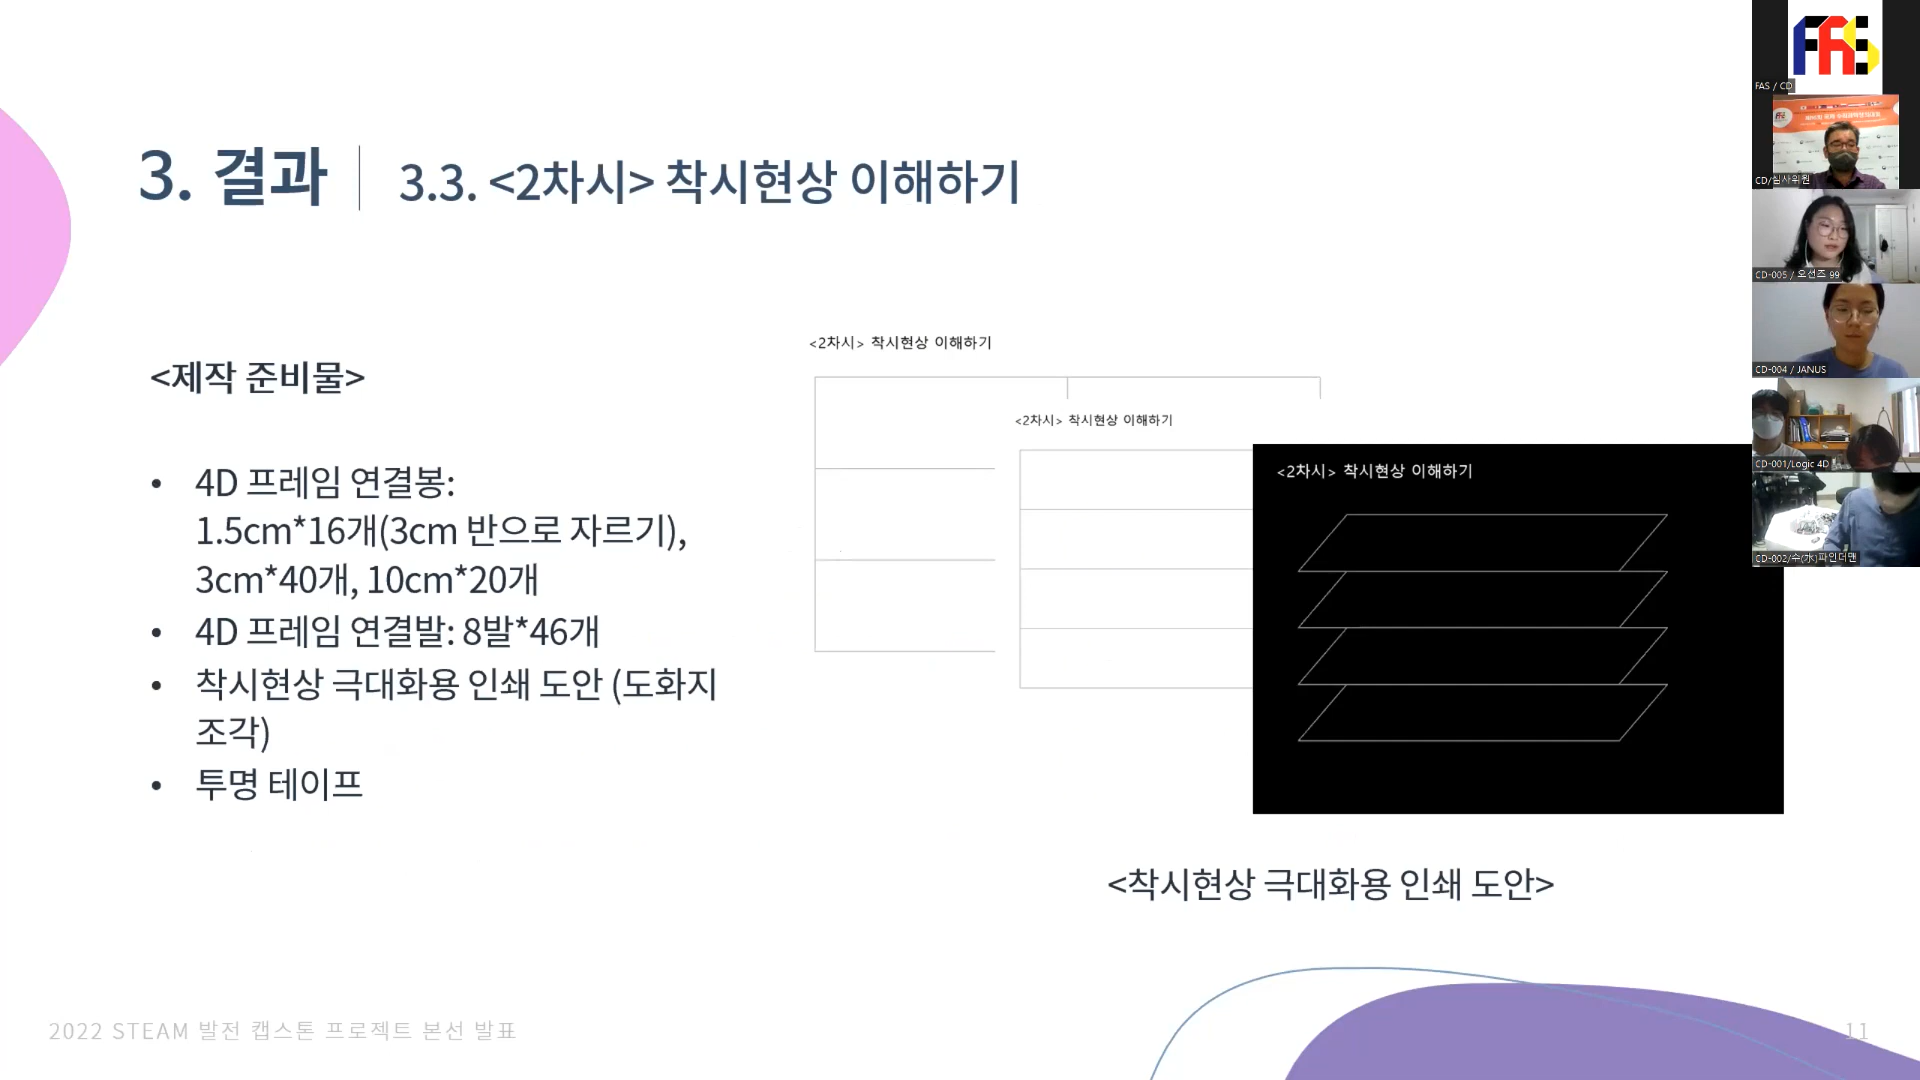 3. 결과
3.3. <2차시> 착시현상 이해하기
<제작 준비물>
• 4D 프레임 연결봉:
1.5cm*16개(3cm 반으로 자르기),
3cm*40개, 10cm*20개
• 4D 프레임 연결발: 8발*46개
• 착시현상 극대화용 인쇄 도안 (도화지
조각)
• 투명 테이프
<2차시> 착시현상 이해하기
<2차시> 착시현상 이해하기
<2차시> 착시현상 이해하기
<착시현상 극대화용 인쇄 도안>
2022 STEAM 발전 캡스톤 프로젝트 본선 발표
11
FAS
FAS / CD
CD/심사위원
CD-005 / 오선즈 99
CD-004 / JANUS
CD-001/Logic 4D
CD-002/수(水)파인더맨